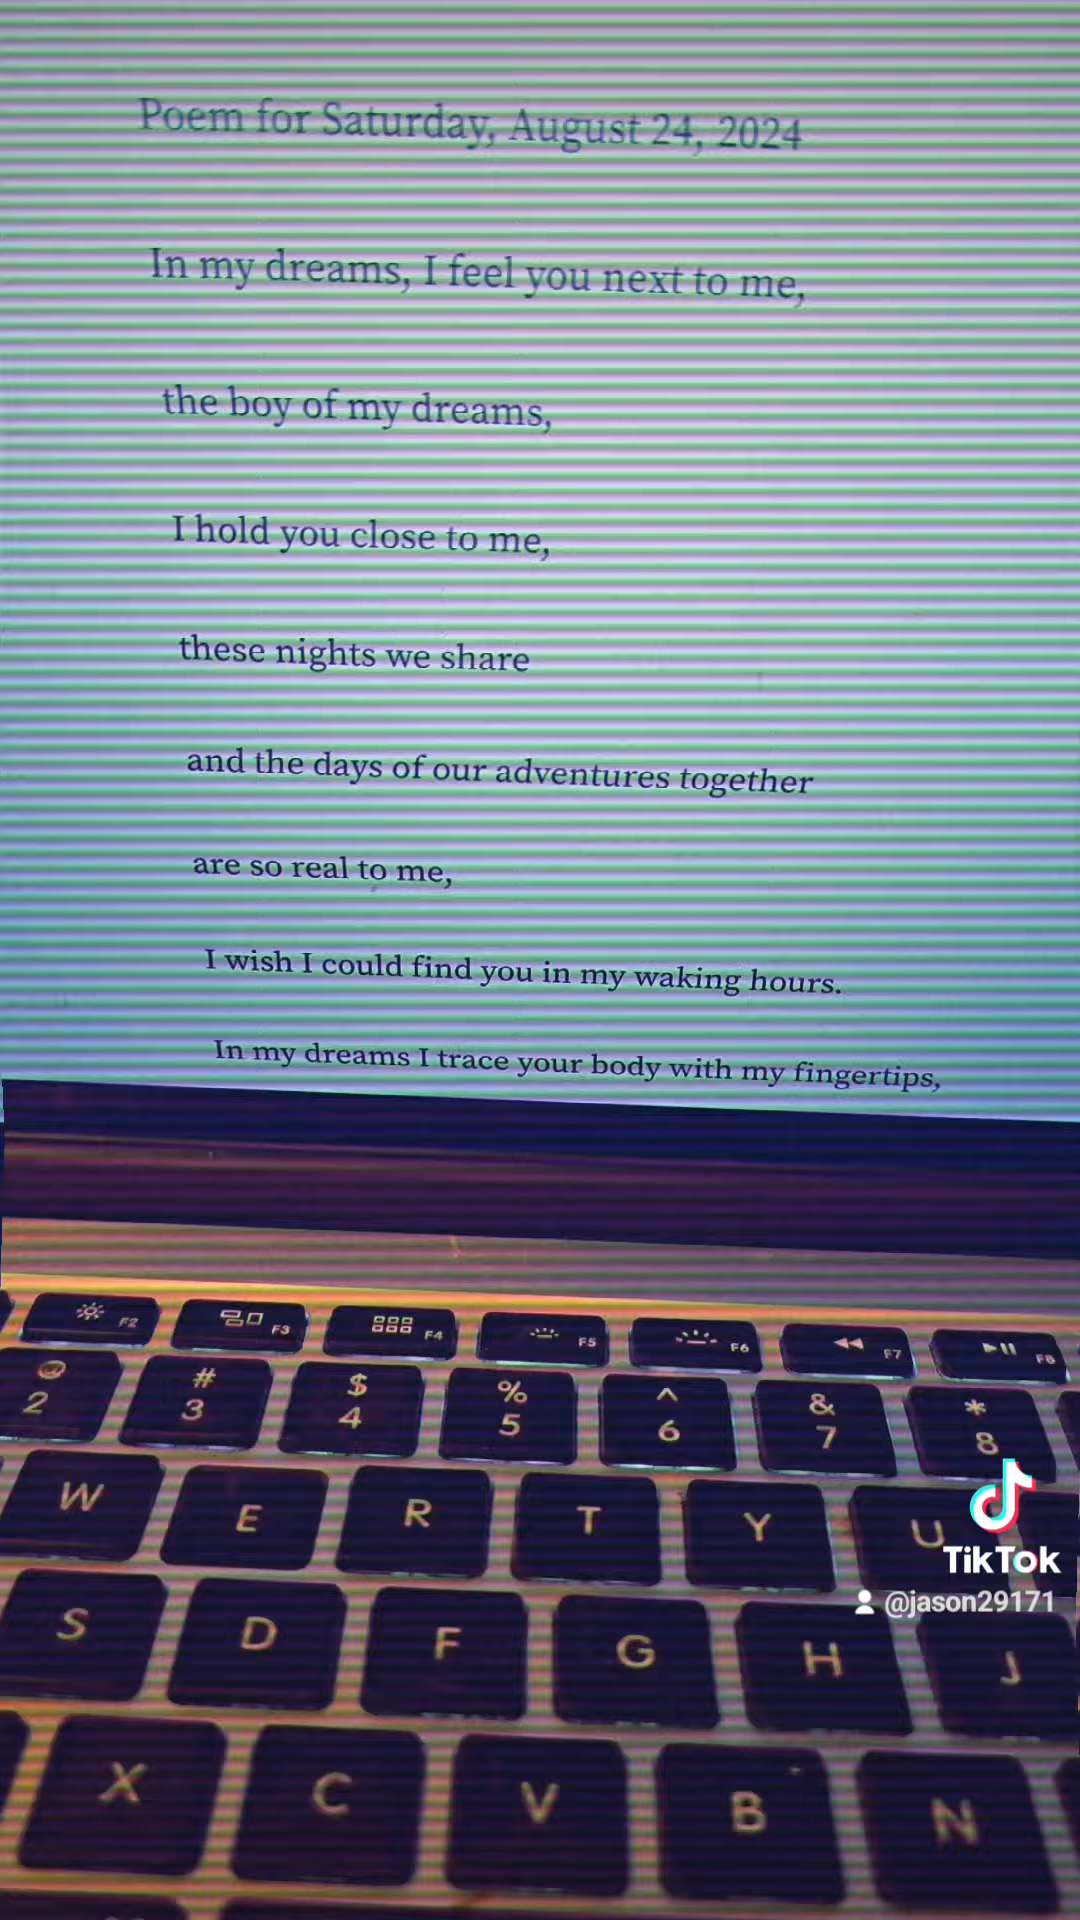 Poem for Saturday, August 24, 2024
In my dreams, I feel you next to me,
the boy of my dreams,
I hold you close to me,
these nights we share
and the days of our adventures together
are so real to me,
I wish I could find you in my waking hours.
In my dreams I trace your body with my fingertips,
F2 F3 F4 F5 F6 F7 F8
@ # $ % ^ & *
2 3 4 5 6 7 8
W E R T Y U
TikTok
@jason29171
S D F G H J
X C V B N